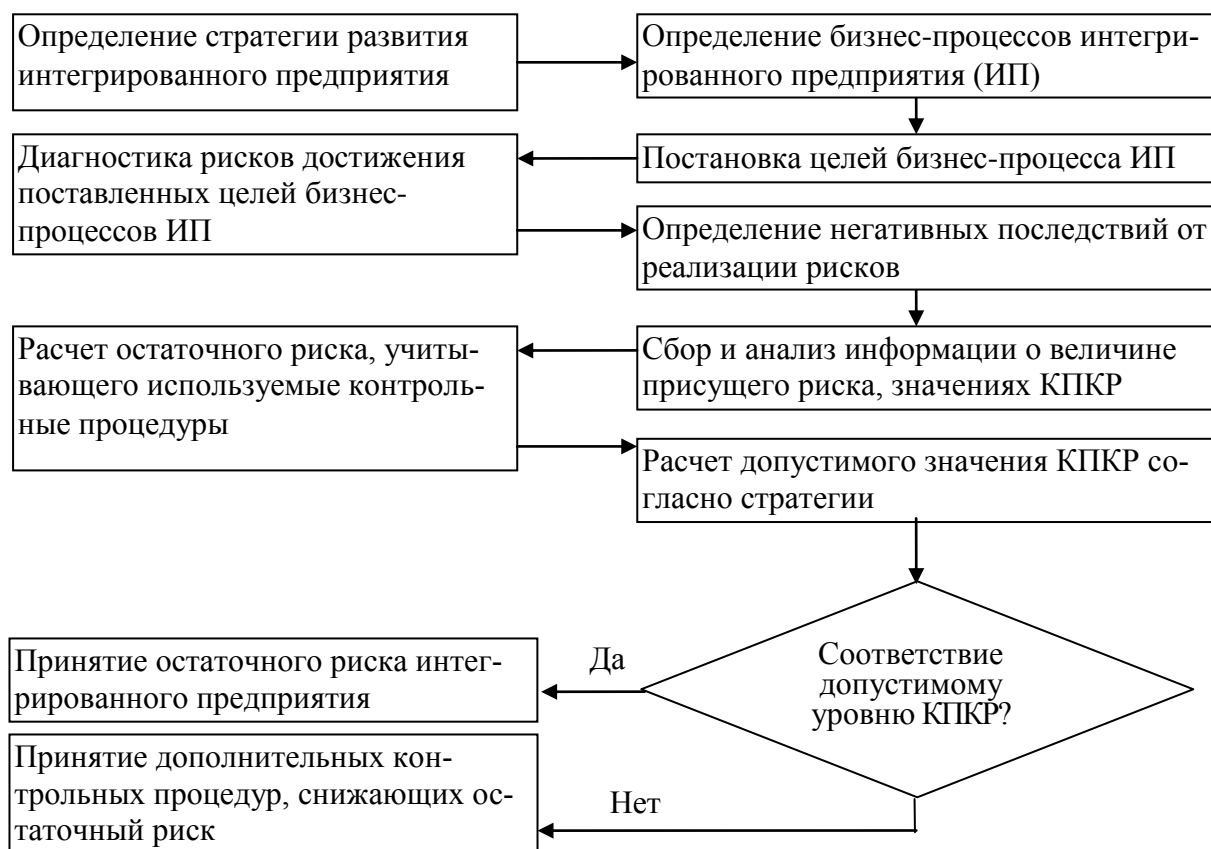 Определение стратегии развития
интегрированного предприятия
Определение бизнес-процессов интегри-
рованного предприятия (ИП)
Постановка целей бизнес-процесса ИП
Диагностика рисков достижения
поставленных целей бизнес-
процессов ИП
Определение негативных последствий от
реализации рисков
Сбор и анализ информации о величине
присущего риска, значениях КПКР
Расчет остаточного риска, учиты-
вающего используемые контроль-
ные процедуры
Расчет допустимого значения КПКР со-
гласно стратегии
Соответствие
допустимому
уровню КПКР?
Да
Принятие остаточного риска интег-
рированного предприятия
Нет
Принятие дополнительных кон-
трольных процедур, снижающих ос-
таточный риск